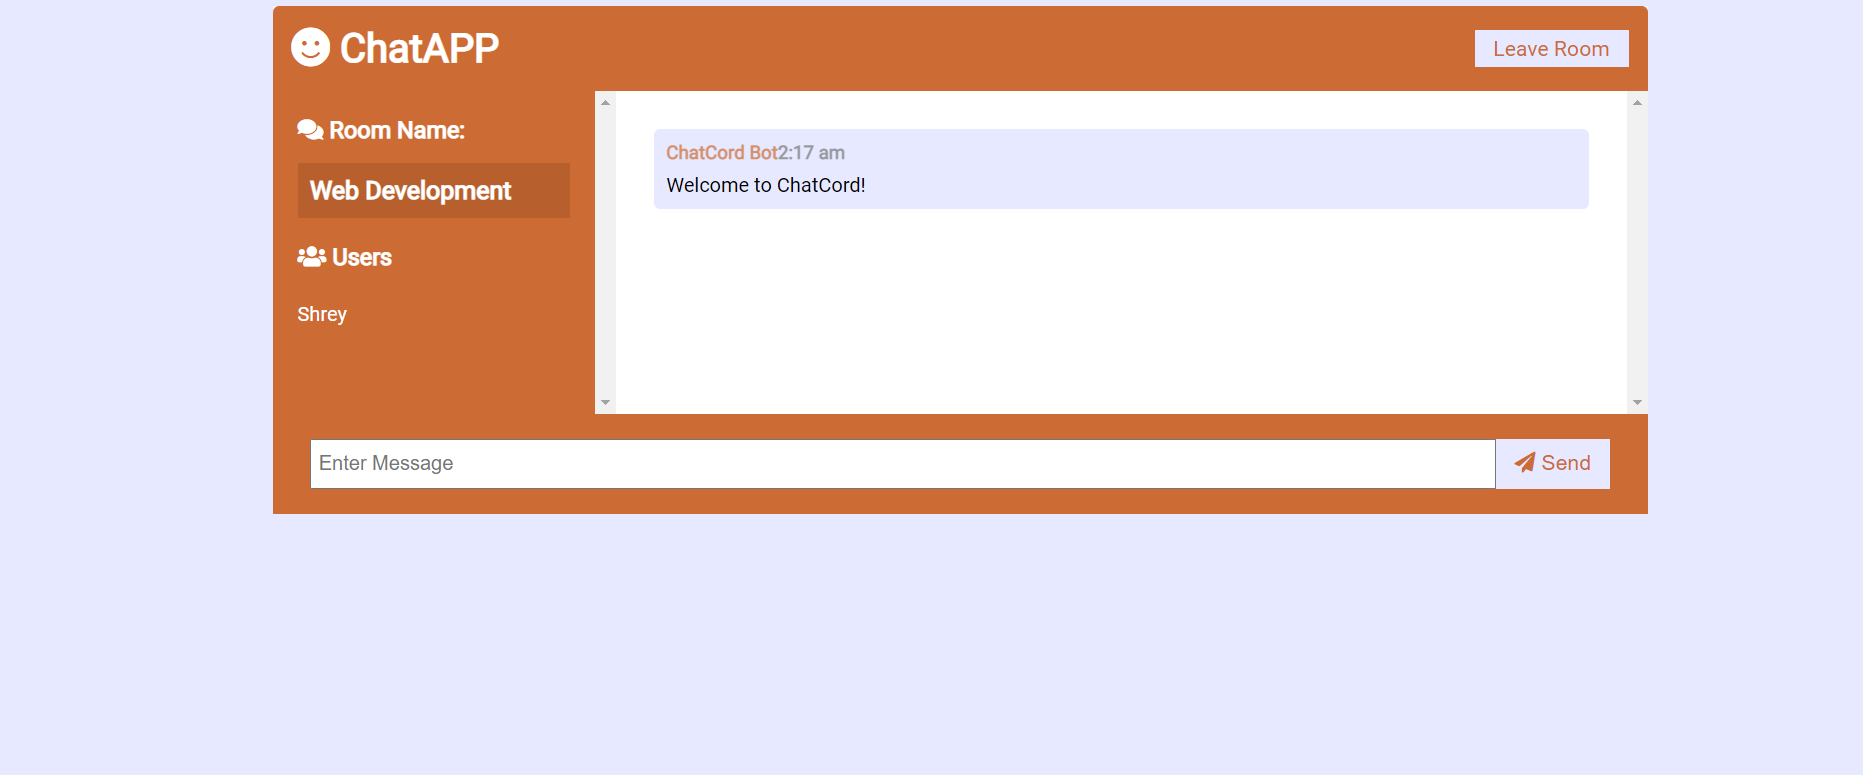 ChatAPP
Leave Room
Room Name:
Web Development
Users
Shrey
ChatCord Bot2:17 am
Welcome to ChatCord!
Enter Message
Send